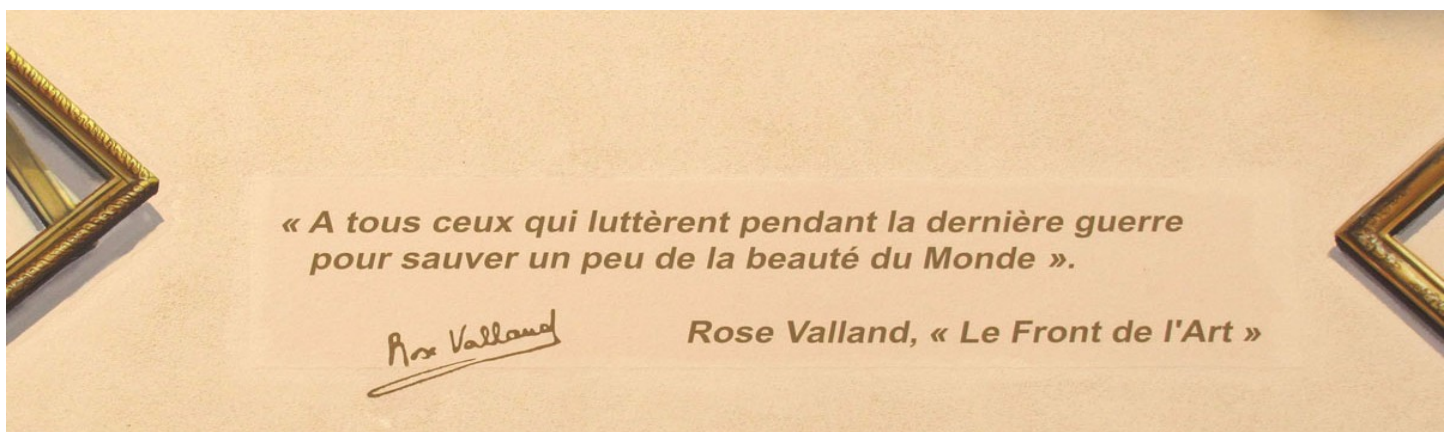 « A tous ceux qui luttèrent pendant la dernière guerre
pour sauver un peu de la beauté du Monde ».
Rose Valland
Rose Valland, « Le Front de l'Art »